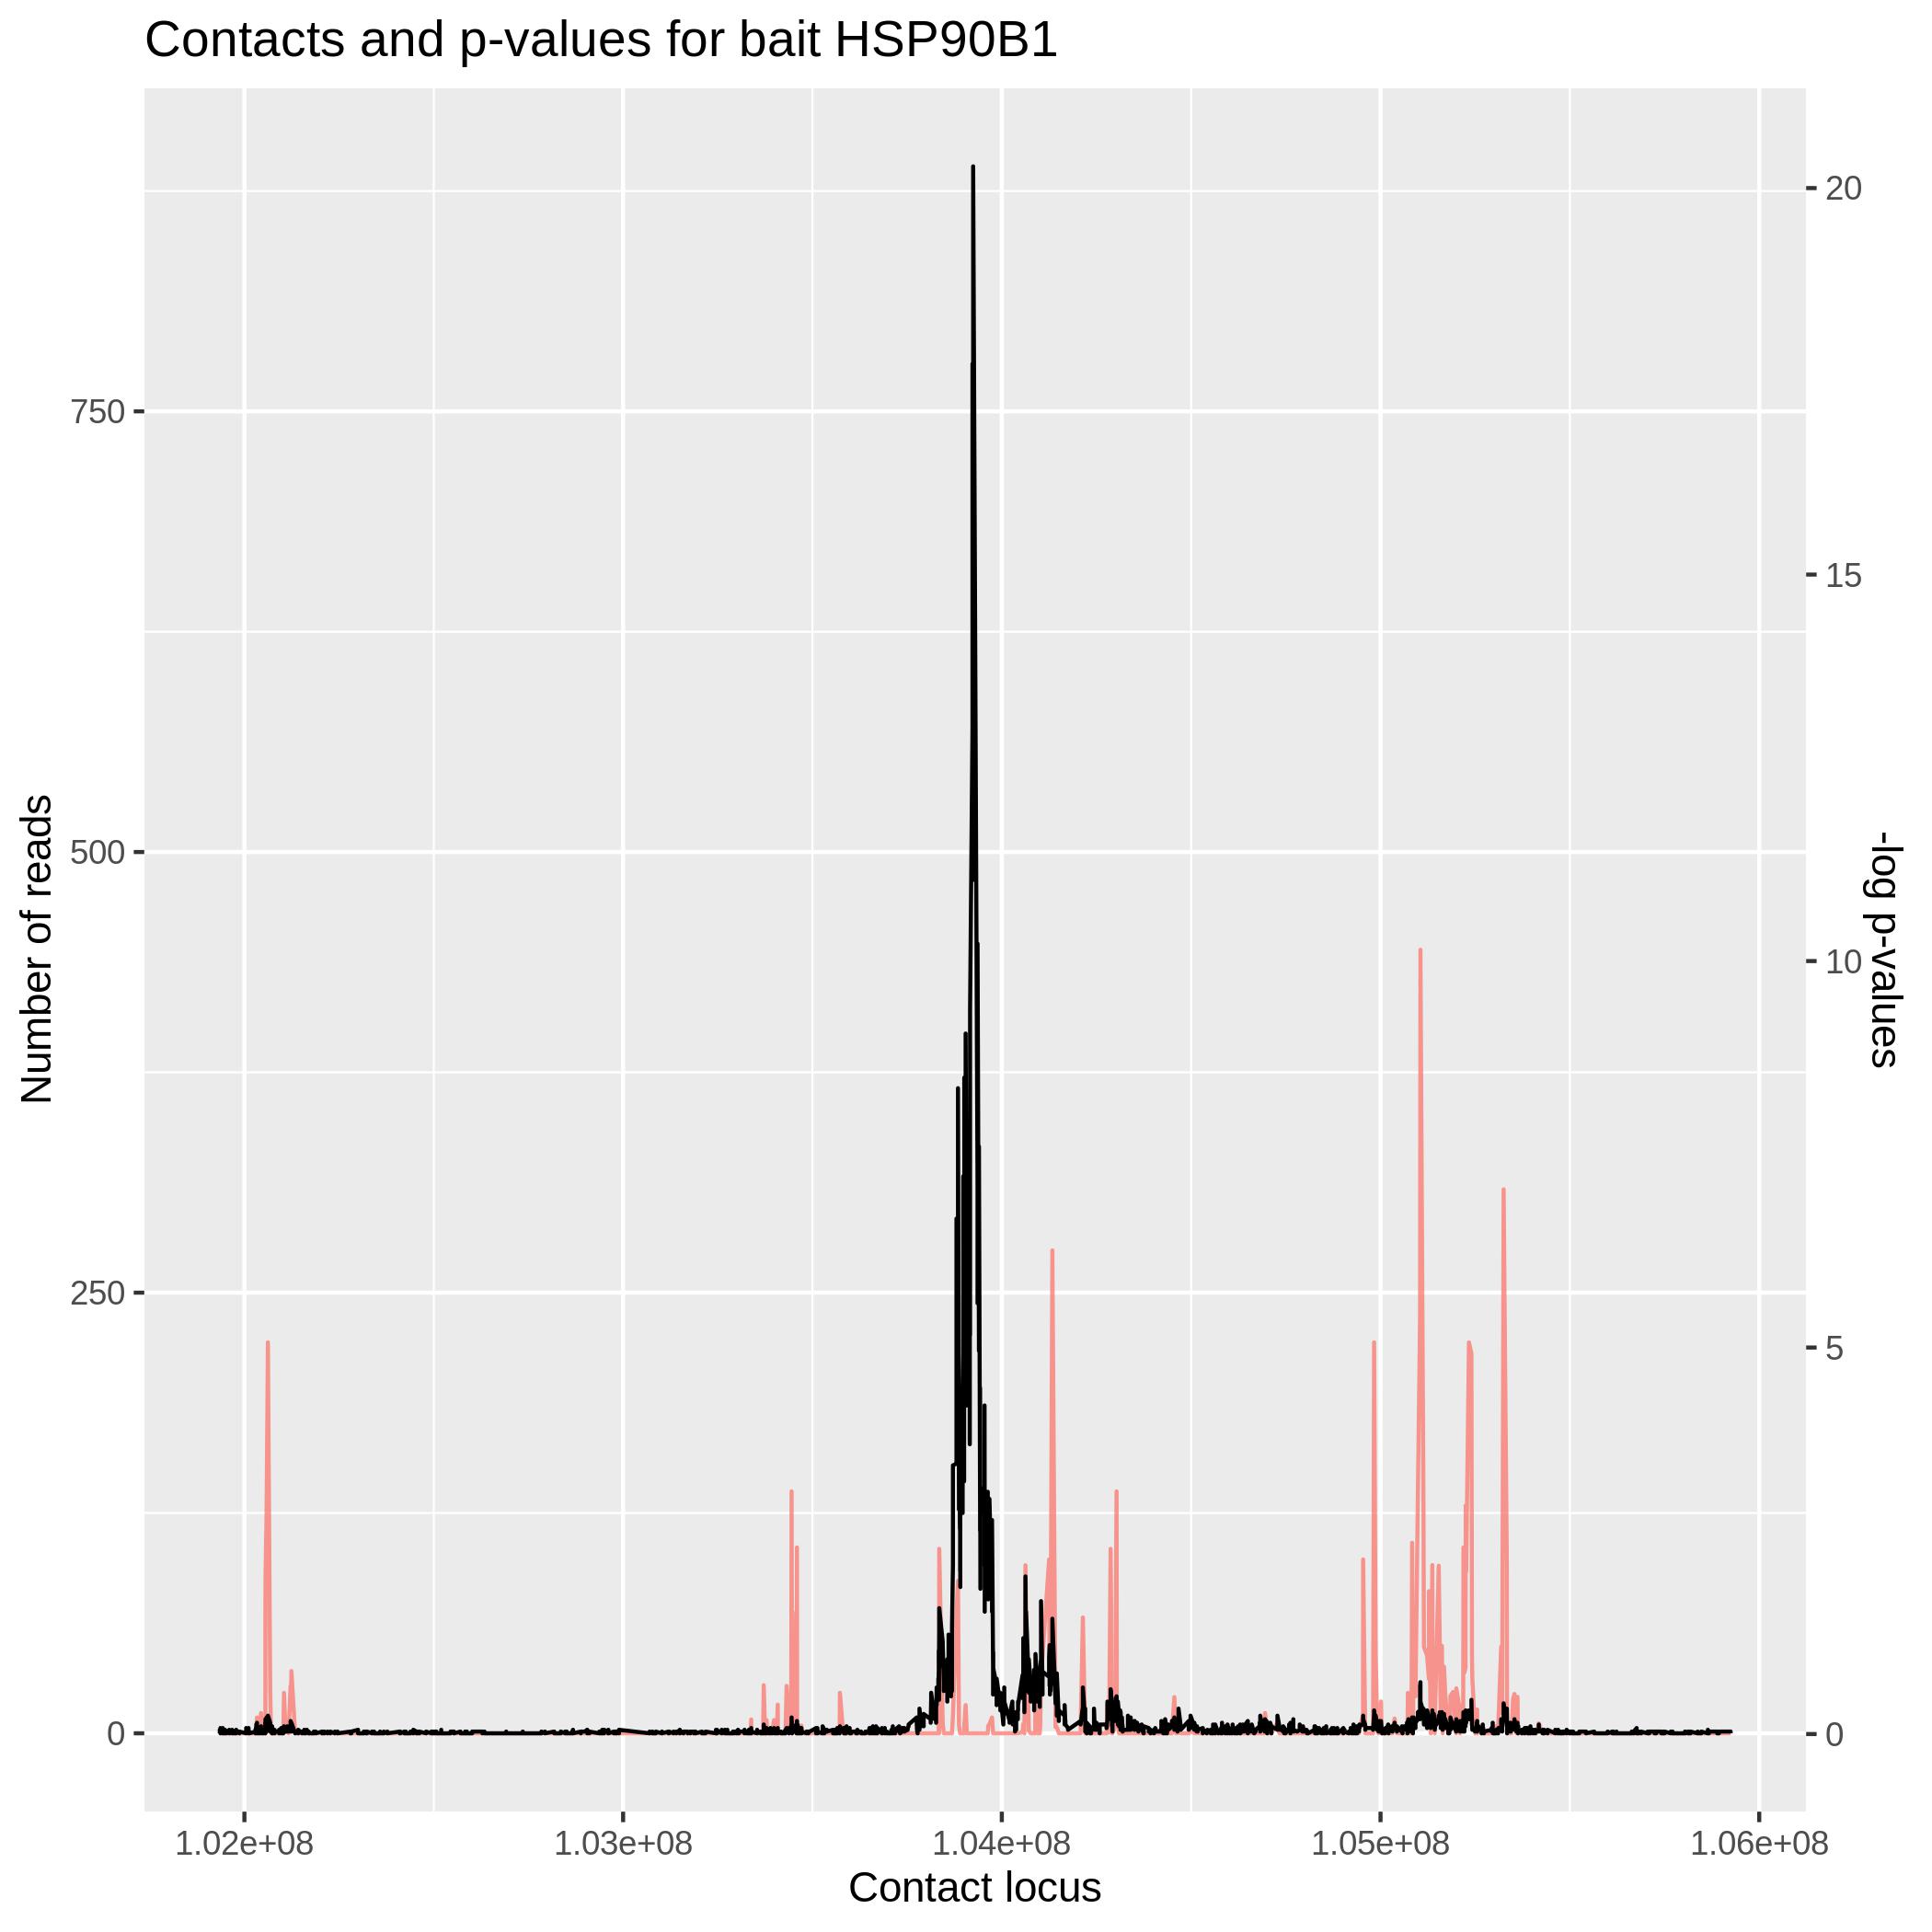 Contacts and p-values for bait HSP90B1
Number of reads
750
500
250
0
20
15
10
5
0
-log p-values
1.02e+08
1.03e+08
1.04e+08
1.05e+08
1.06e+08
Contact locus